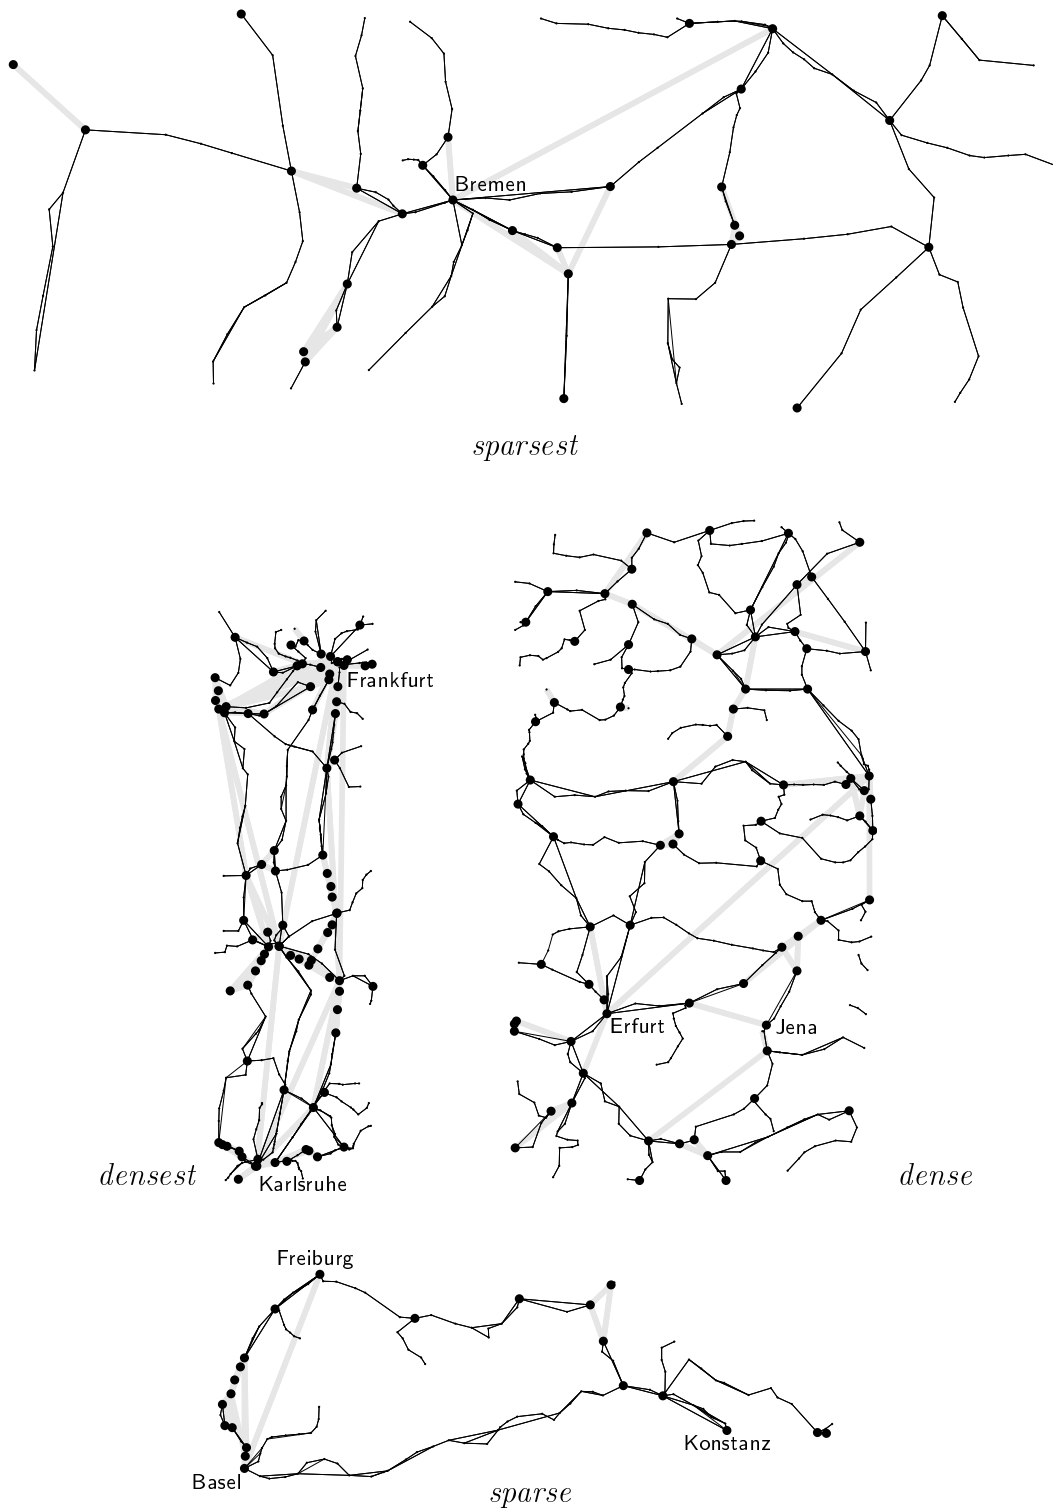 Bremen
sparsest
Frankfurt
Erfurt
Jena
densest
dense
Karlsruhe
Freiburg
Konstanz
Basel
sparse